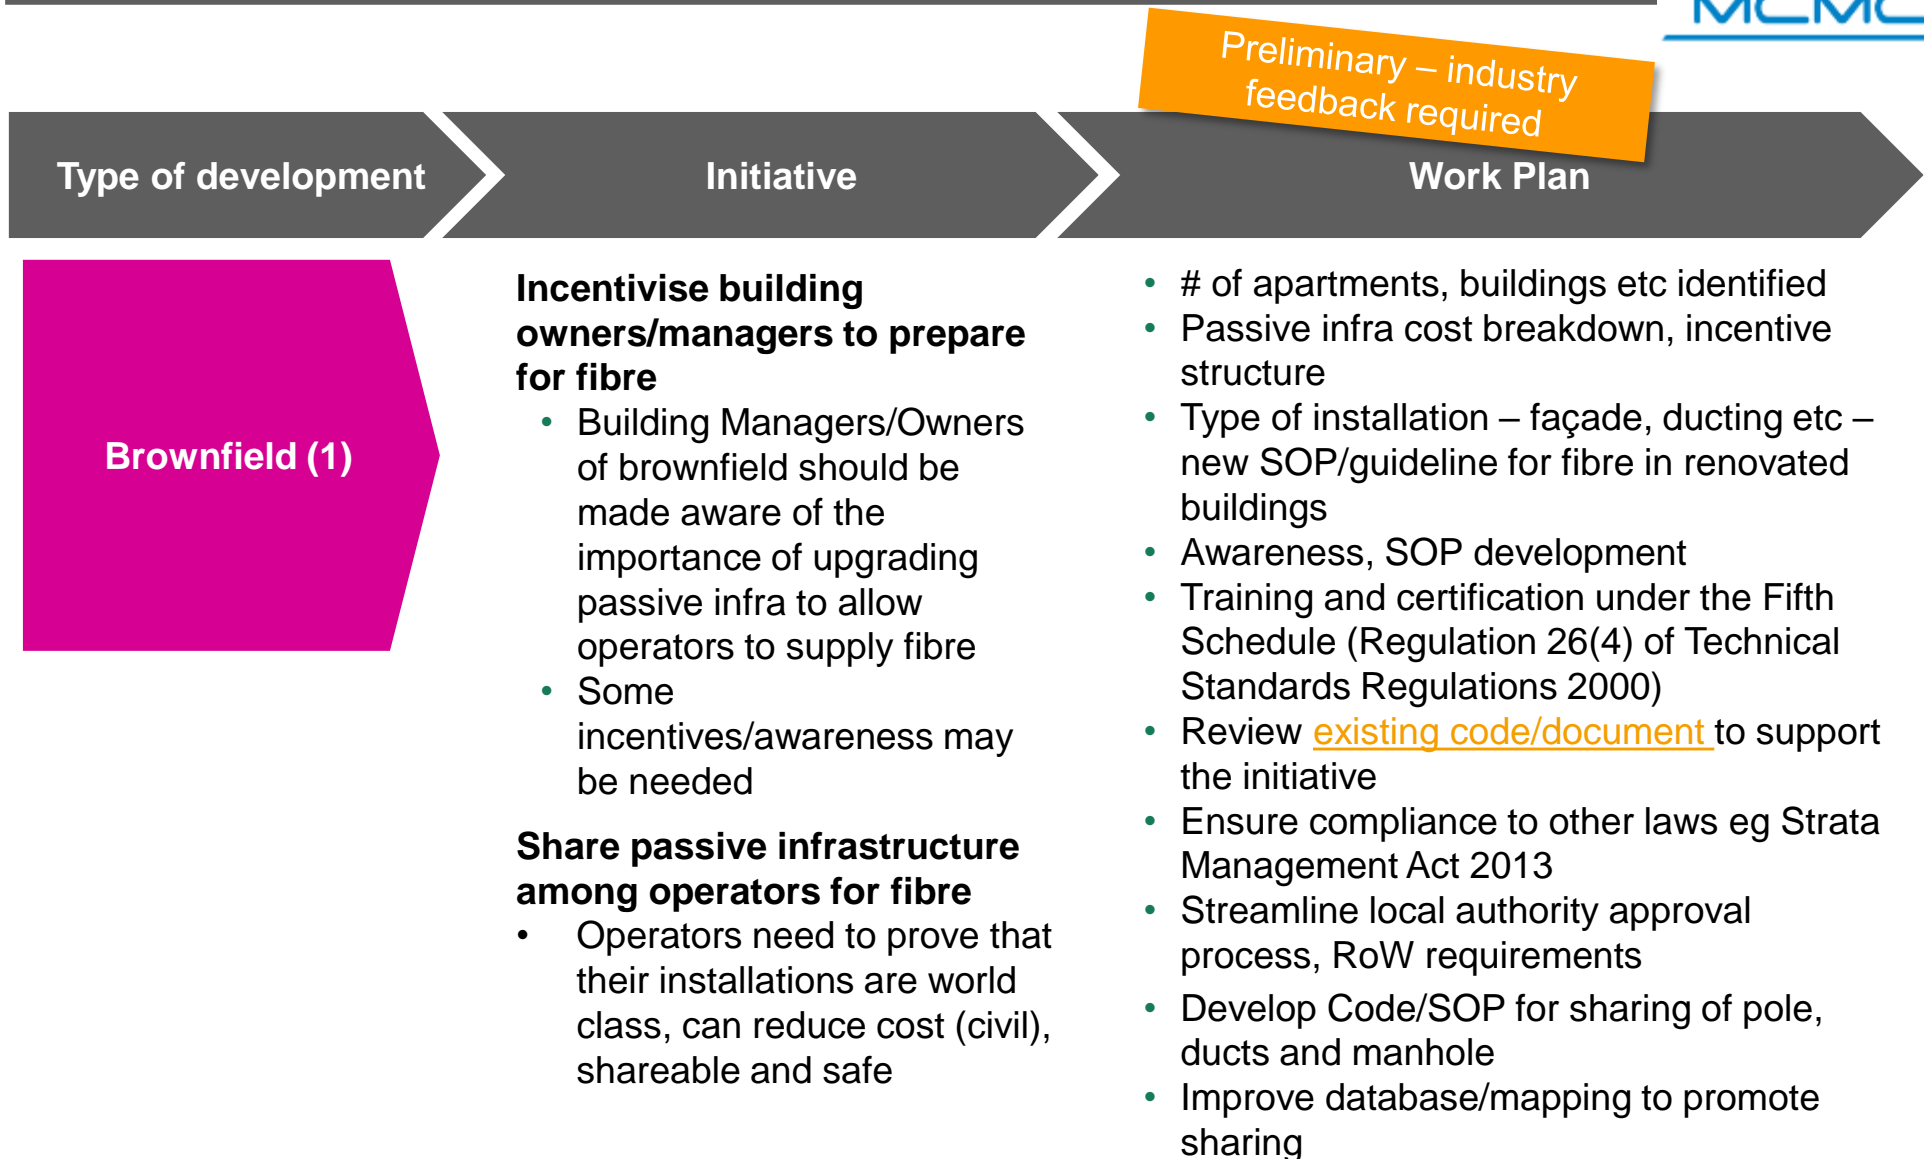 MCMC
Preliminary – industry
feedback required
Type of development
Initiative
Work Plan
Brownfield (1)
Incentivise building
owners/managers to prepare
for fibre
• Building Managers/Owners
of brownfield should be
made aware of the
importance of upgrading
passive infra to allow
operators to supply fibre
• Some
incentives/awareness may
be needed
Share passive infrastructure
among operators for fibre
• Operators need to prove that
their installations are world
class, can reduce cost (civil),
shareable and safe
• # of apartments, buildings etc identified
• Passive infra cost breakdown, incentive
structure
• Type of installation – façade, ducting etc –
new SOP/guideline for fibre in renovated
buildings
• Awareness, SOP development
• Training and certification under the Fifth
Schedule (Regulation 26(4) of Technical
Standards Regulations 2000)
• Review existing code/document to support
the initiative
• Ensure compliance to other laws eg Strata
Management Act 2013
• Streamline local authority approval
process, RoW requirements
• Develop Code/SOP for sharing of pole,
ducts and manhole
• Improve database/mapping to promote
sharing